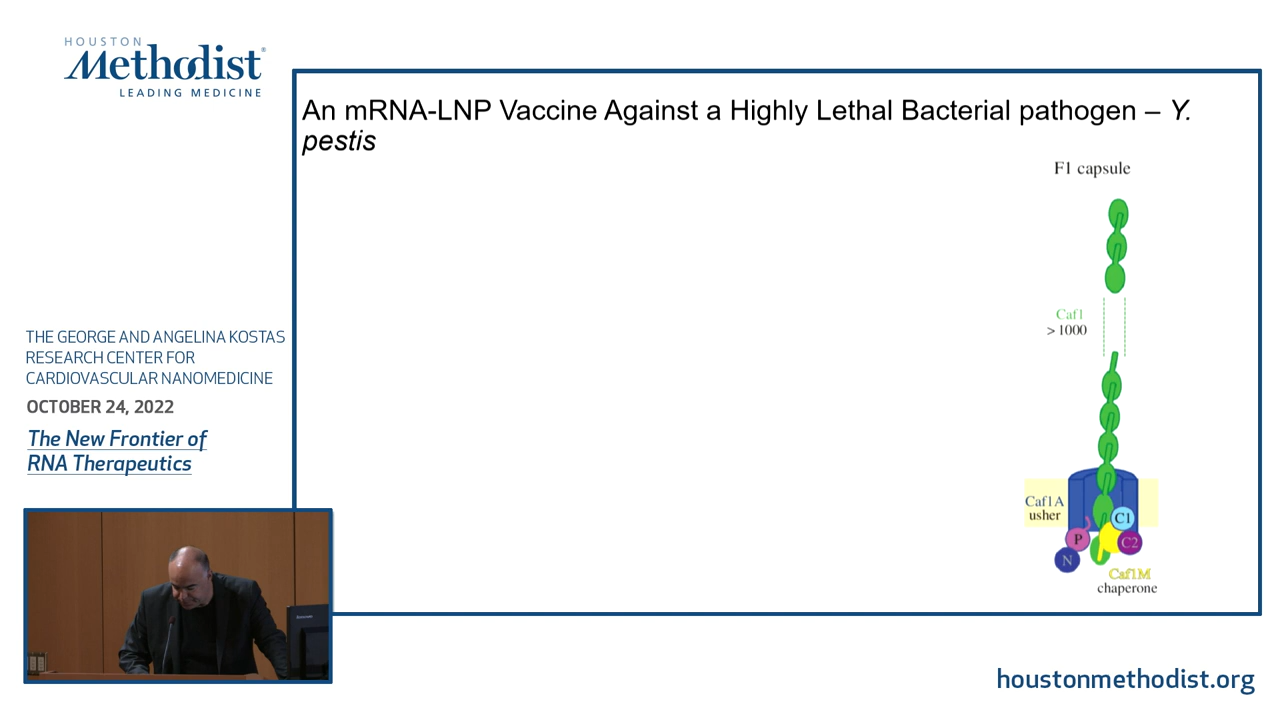 HOUSTON
Methodist®
LEADING MEDICINE
An mRNA-LNP Vaccine Against a Highly Lethal Bacterial pathogen – Y.
pestis
F1 capsule
Caf1
> 1000
Caf1A
usher
C1
P
C2
N
Caf1M
chaperone
THE GEORGE AND ANGELINA KOSTAS
RESEARCH CENTER FOR
CARDIOVASCULAR NANOMEDICINE
OCTOBER 24, 2022
The New Frontier of
RNA Therapeutics
houstonmethodist.org